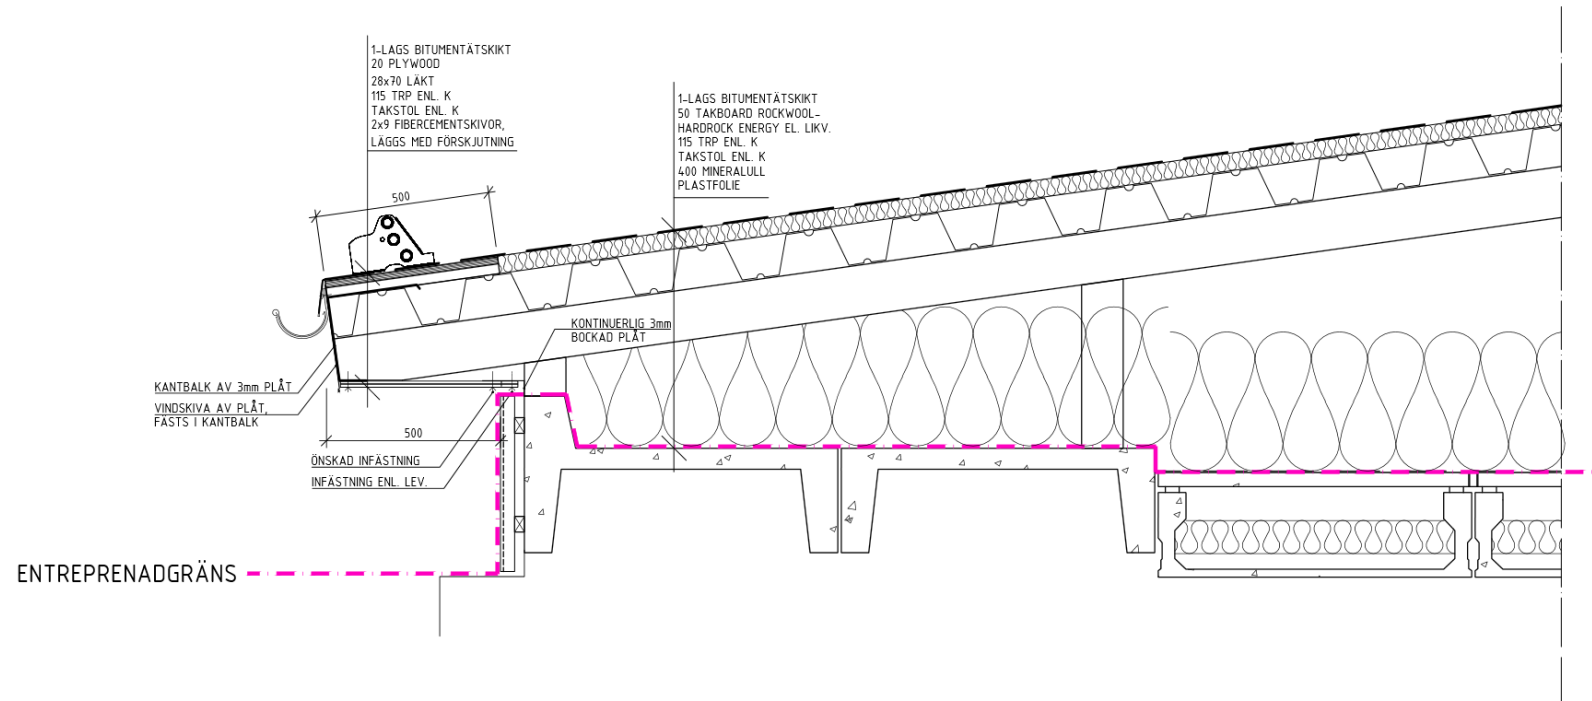 1-LAGS BITUMENTÄTSKIKT
20 PLYWOOD
28x70 LÄKT
115 TRP ENL. K
TAKSTOL ENL. K
2x9 FIBERCEMENTSKIVOR,
LÄGGS MED FÖRSKJUTNING
1-LAGS BITUMENTÄTSKIKT
50 TAKBOARD ROCKWOOL-
HARDROCK ENERGY EL. LIKV.
115 TRP ENL. K
TAKSTOL ENL. K
400 MINERALULL
PLASTFOLIE
500
KONTINUERLIG 3mm
BOCKAD PLÅT
KANTBALK AV 3mm PLÅT
VINDSKIVA AV PLÅT,
FÄSTS I KANTBALK
500
ÖNSKAD INFÄSTNING
INFÄSTNING ENL. LEV.
ENTREPRENADGRÄNS